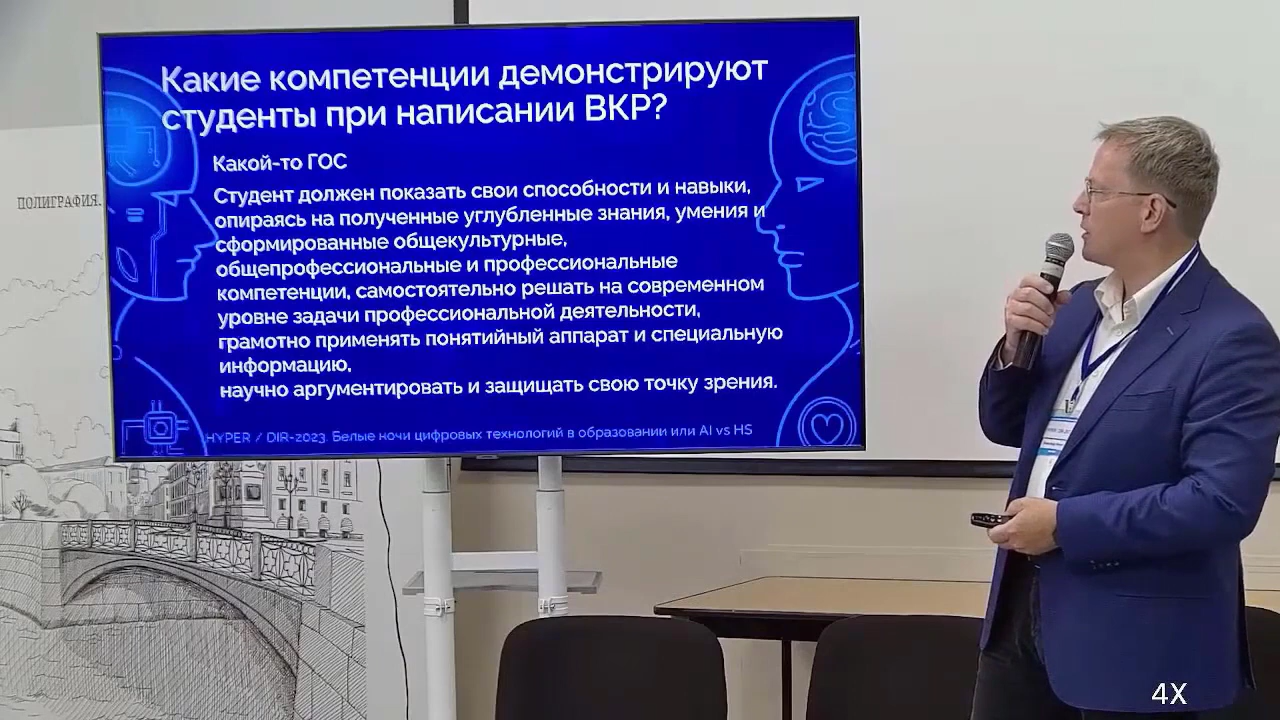 Какие компетенции демонстрируют
студенты при написании ВКР?
Какой-то ГОС
Студент должен показать свои способности и навыки,
опираясь на полученные углубленные знания, умения и
сформированные общекультурные,
общепрофессиональные и профессиональные
компетенции, самостоятельно решать на современном
уровне задачи профессиональной деятельности,
грамотно применять понятийный аппарат и специальную
информацию,
научно аргументировать и защищать свою точку зрения.
HYPER / DIR-2023. Белые ночи цифровых технологий в образовании или AI vs HS
ПОЛИГРАФИЯ.
4X